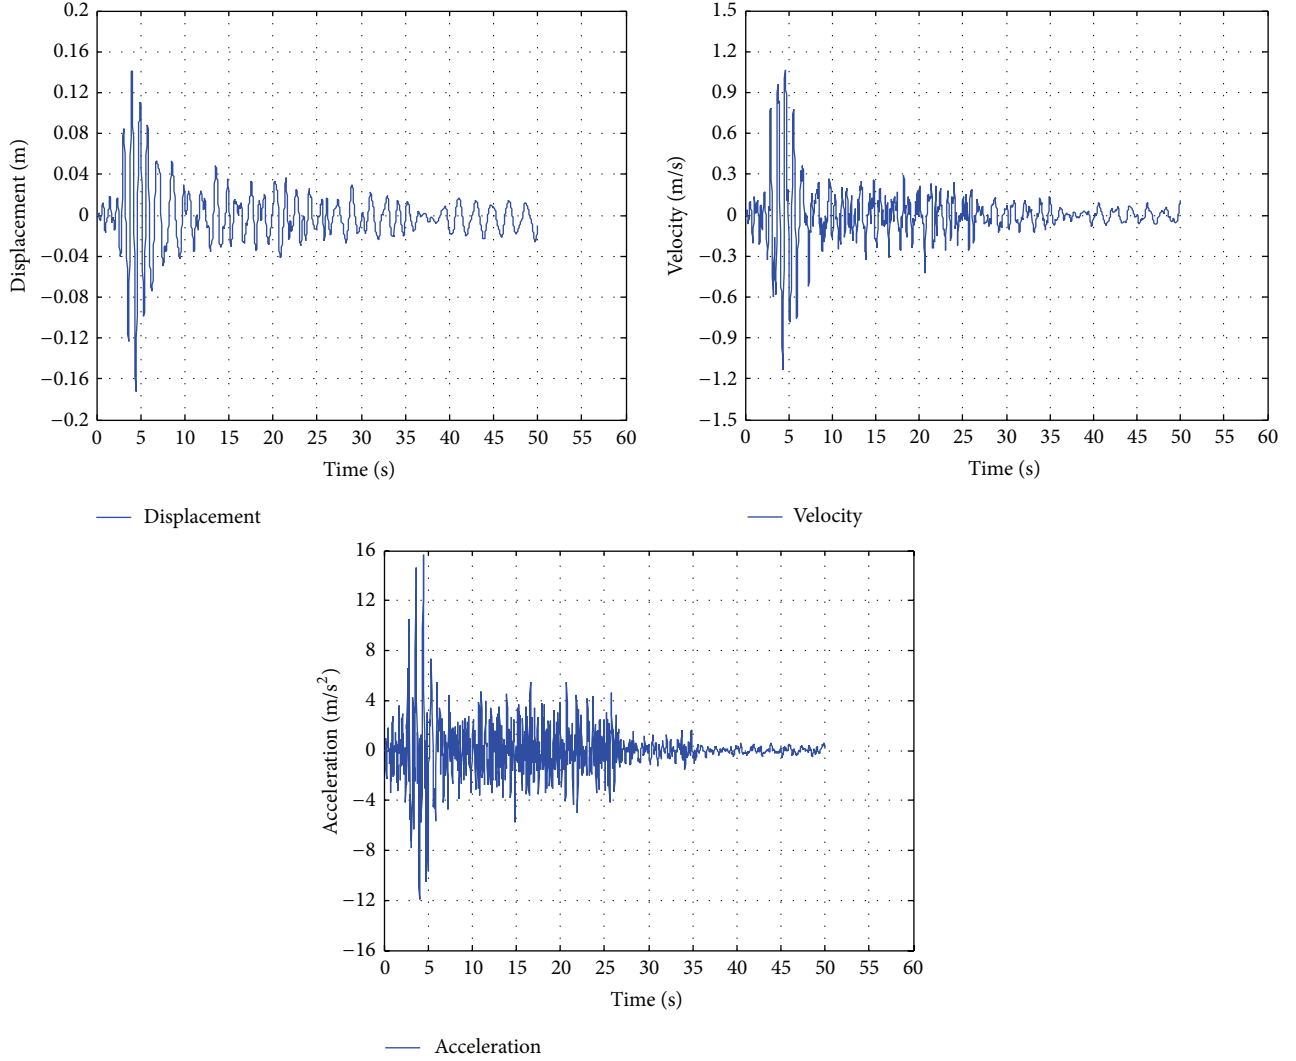 0.2
0.16
0.12
0.08
0.04
0
−0.04
−0.08
−0.12
−0.16
−0.2
Displacement (m)
0 5 10 15 20 25 30 35 40 45 50 55 60
Time (s)
Displacement
1.5
1.2
0.9
0.6
0.3
0
−0.3
−0.6
−0.9
−1.2
−1.5
Velocity (m/s)
0 5 10 15 20 25 30 35 40 45 50 55 60
Time (s)
Velocity
16
12
8
4
0
−4
−8
−12
−16
Acceleration (m/s²)
0 5 10 15 20 25 30 35 40 45 50 55 60
Time (s)
Acceleration